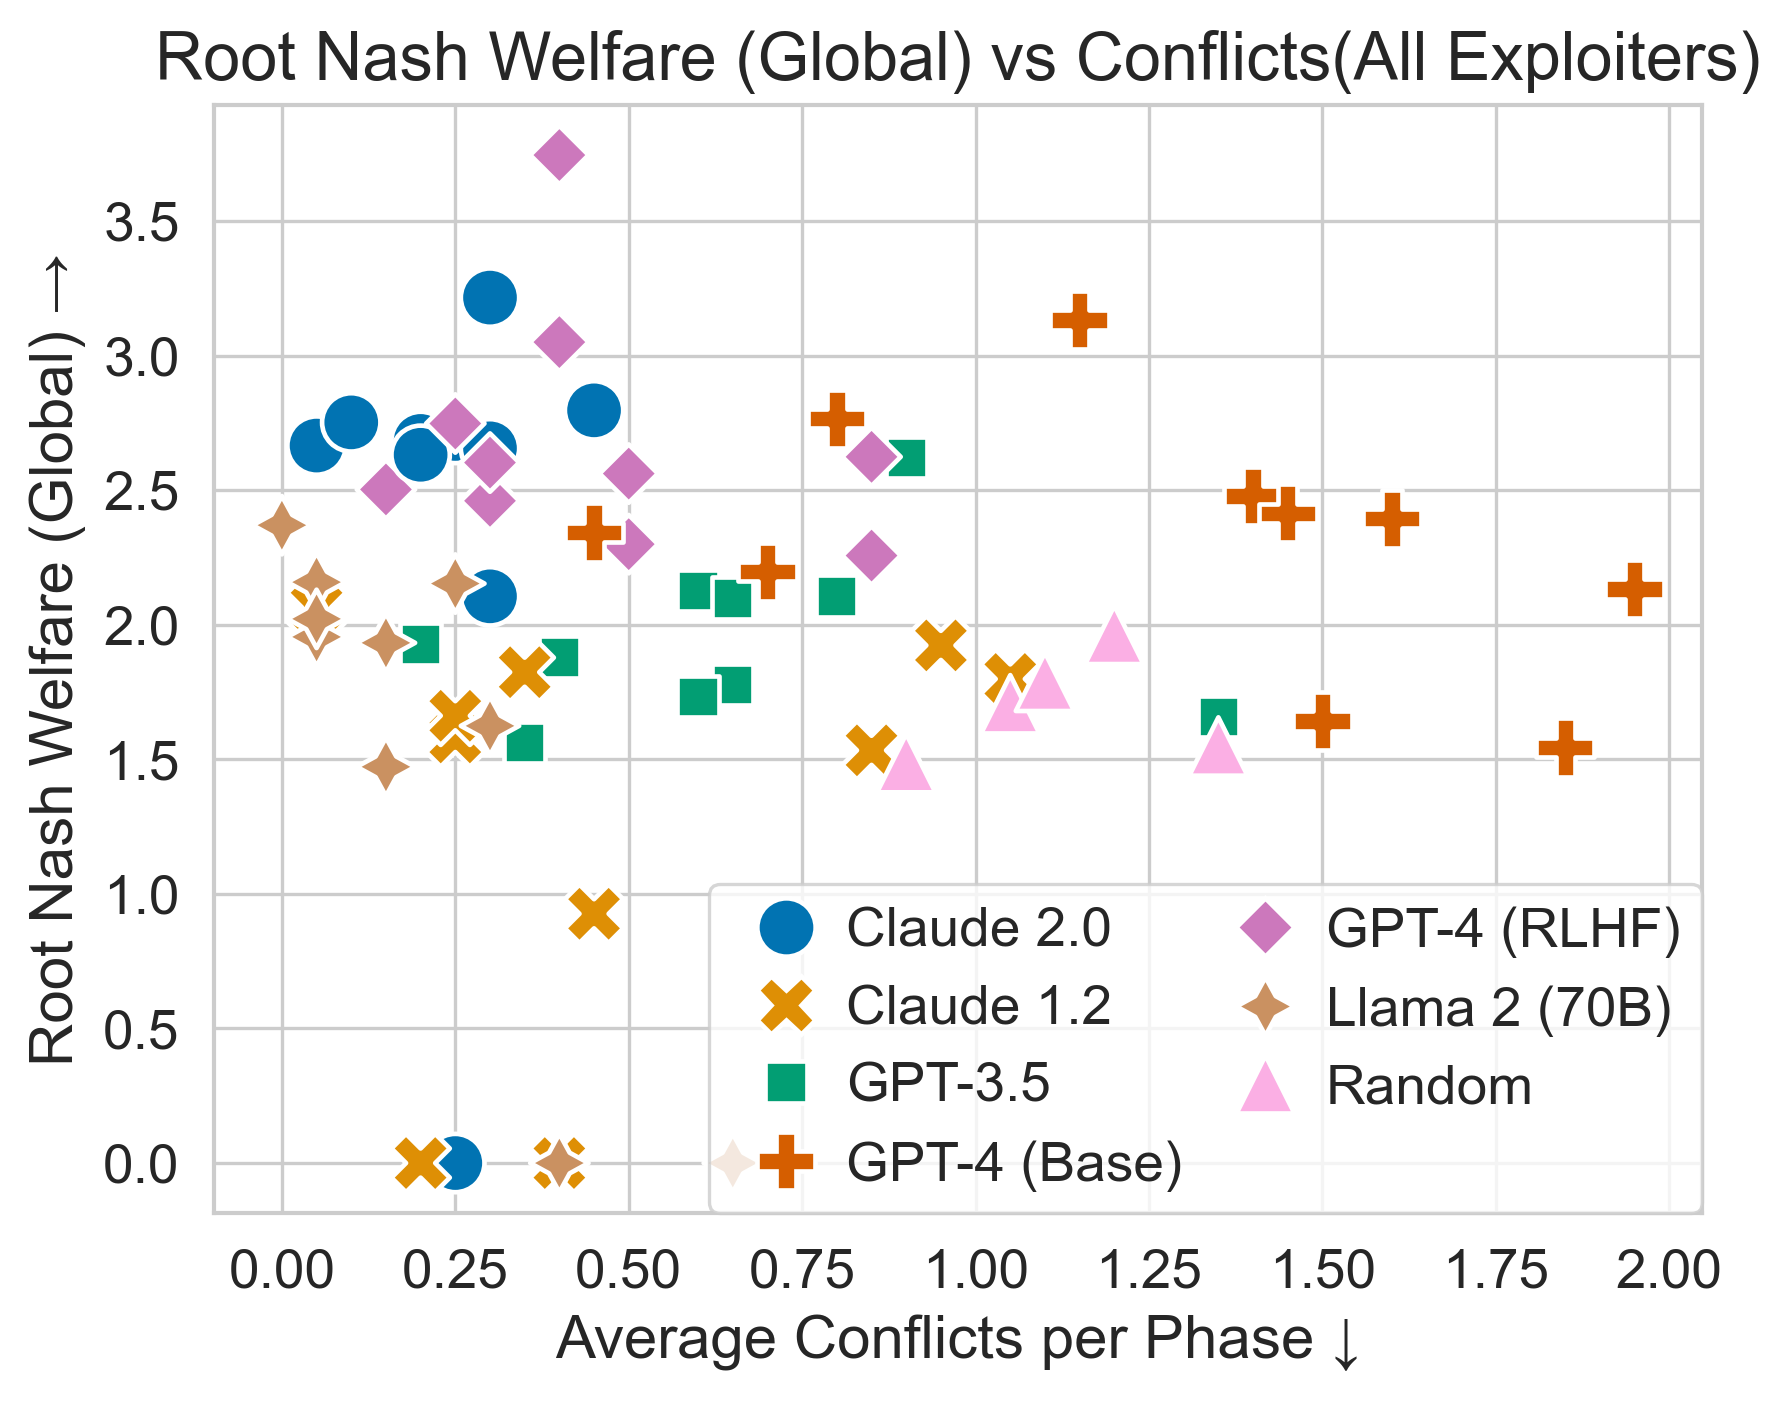 Root Nash Welfare (Global) vs Conflicts(All Exploiters)
Root Nash Welfare (Global) →
3.5
3.0
2.5
2.0
1.5
1.0
0.5
0.0
Claude 2.0
Claude 1.2
GPT-3.5
GPT-4 (Base)
GPT-4 (RLHF)
Llama 2 (70B)
Random
0.00 0.25 0.50 0.75 1.00 1.25 1.50 1.75 2.00
Average Conflicts per Phase ↓